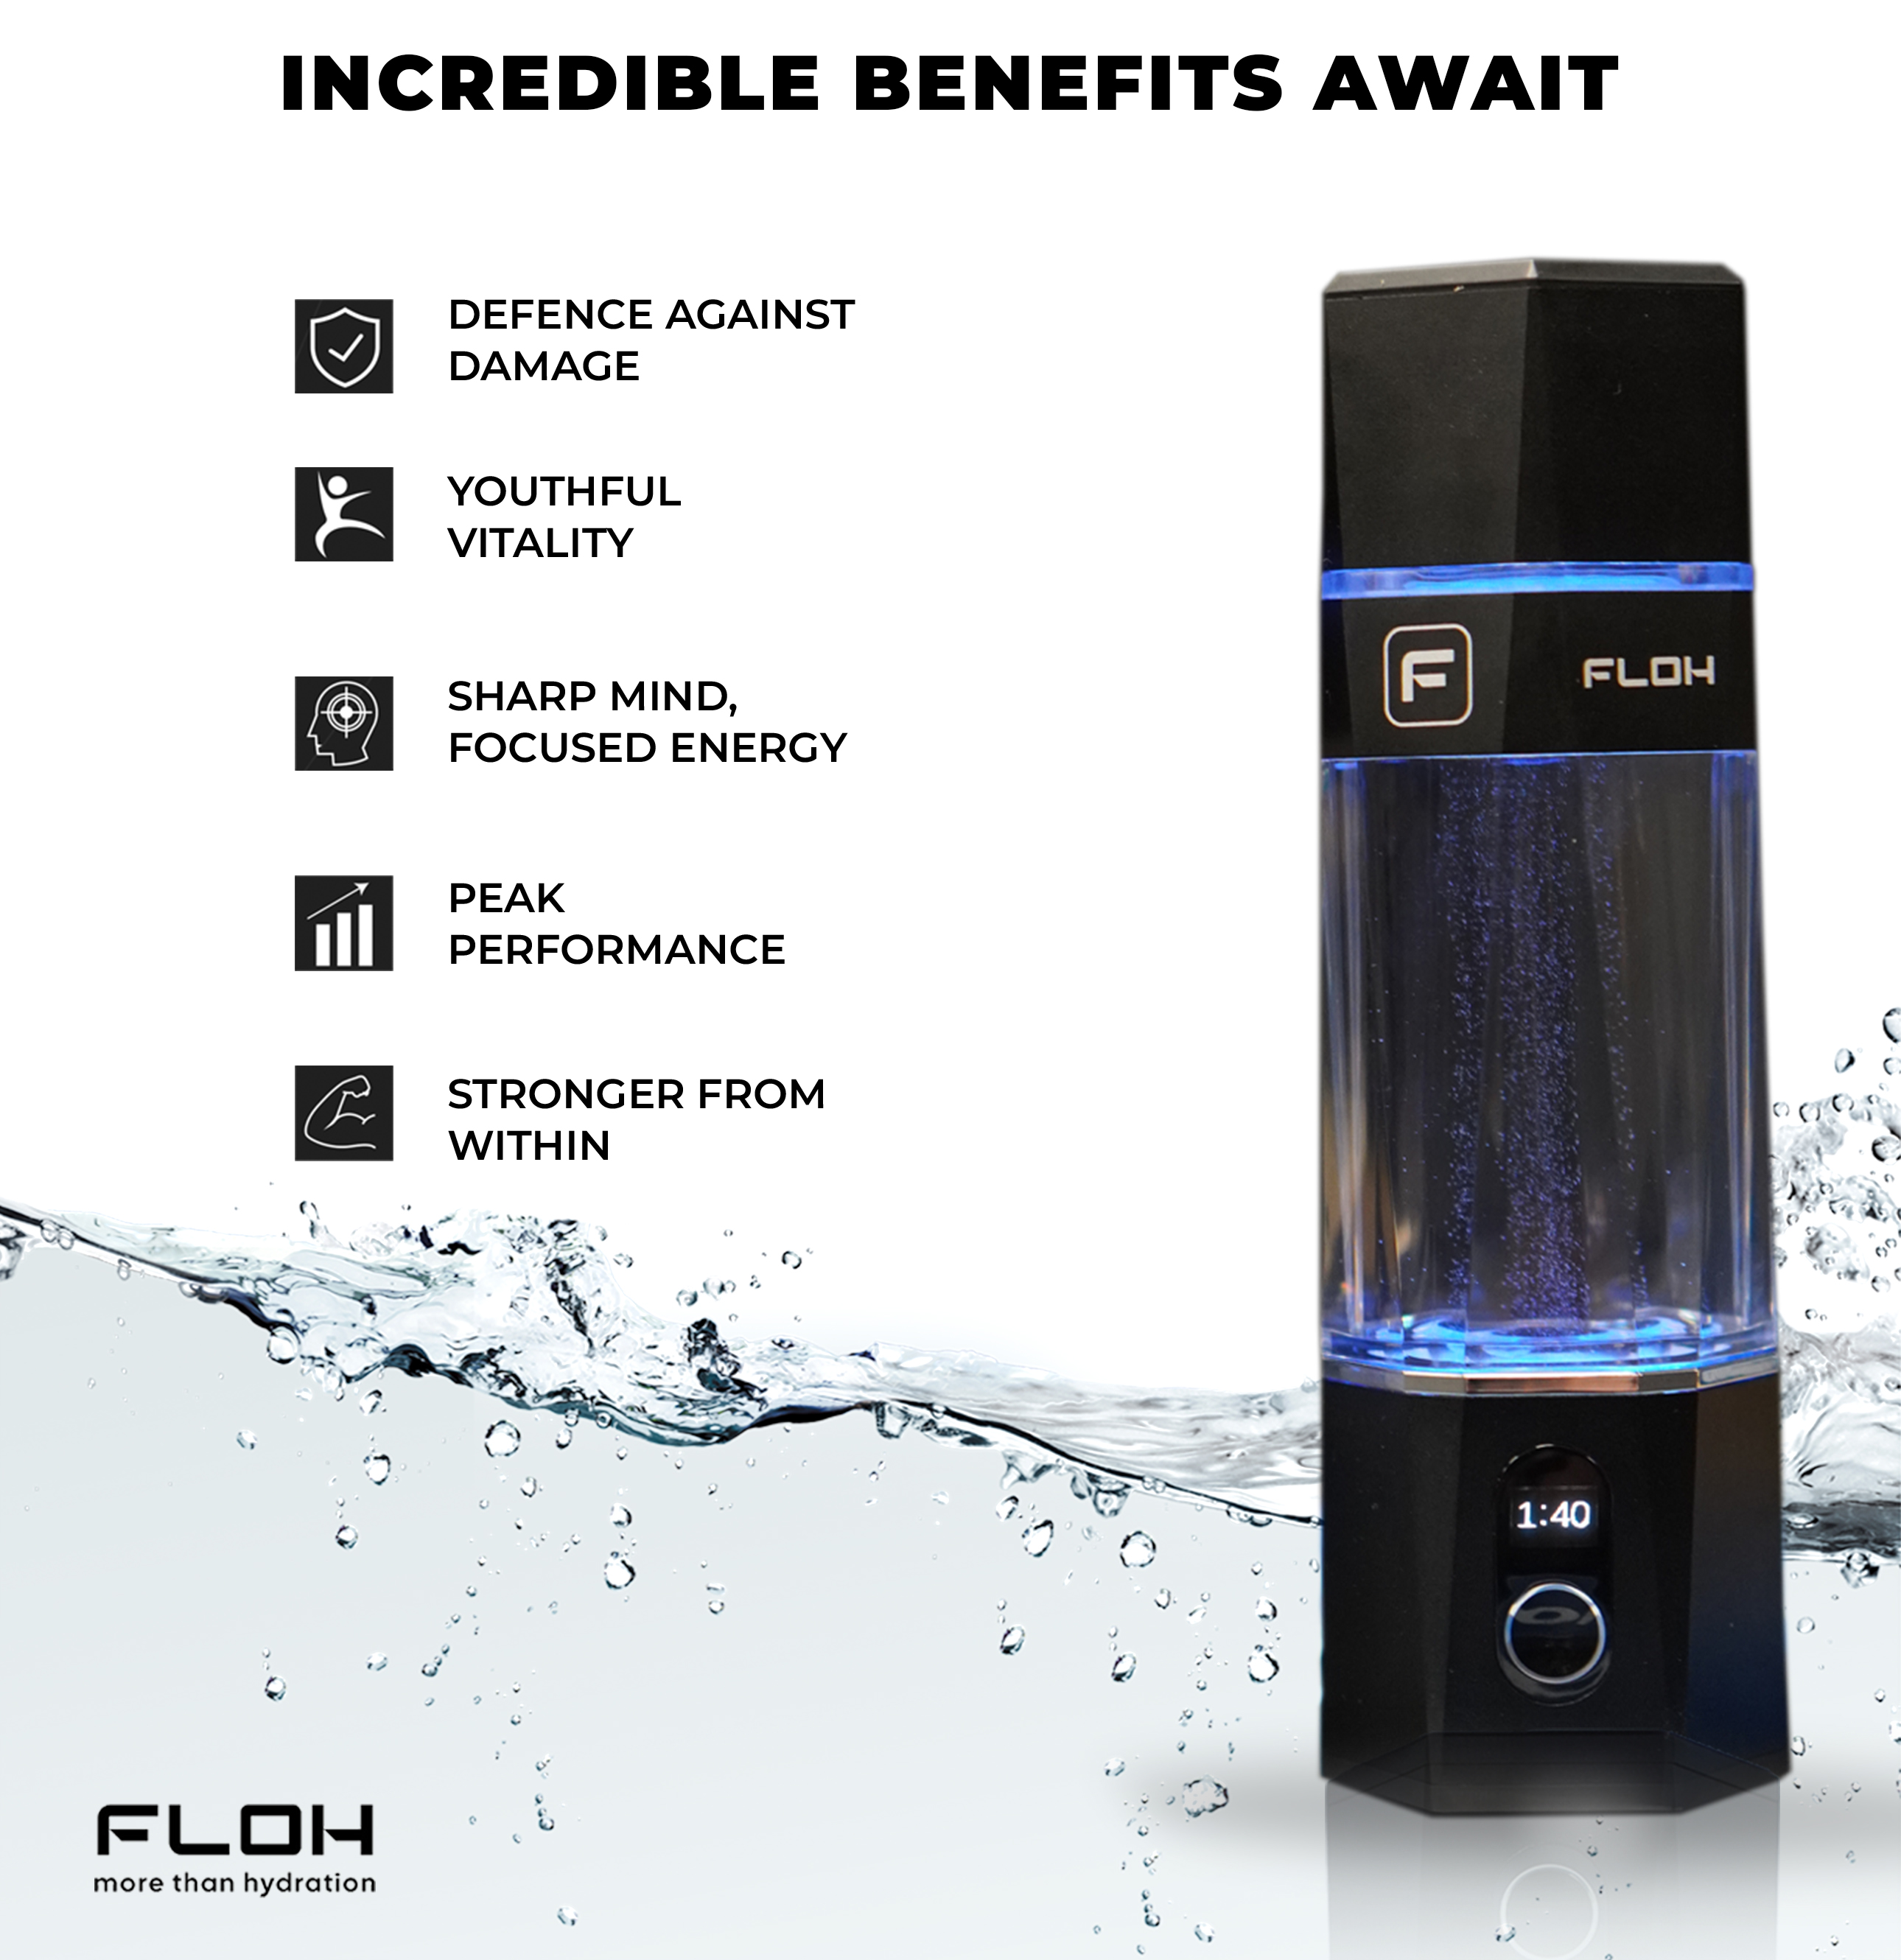 INCREDIBLE BENEFITS AWAIT
DEFENCE AGAINST
DAMAGE
YOUTHFUL
VITALITY
SHARP MIND,
FOCUSED ENERGY
PEAK
PERFORMANCE
STRONGER FROM
WITHIN
F
FLOH
1:40
FLOH
more than hydration